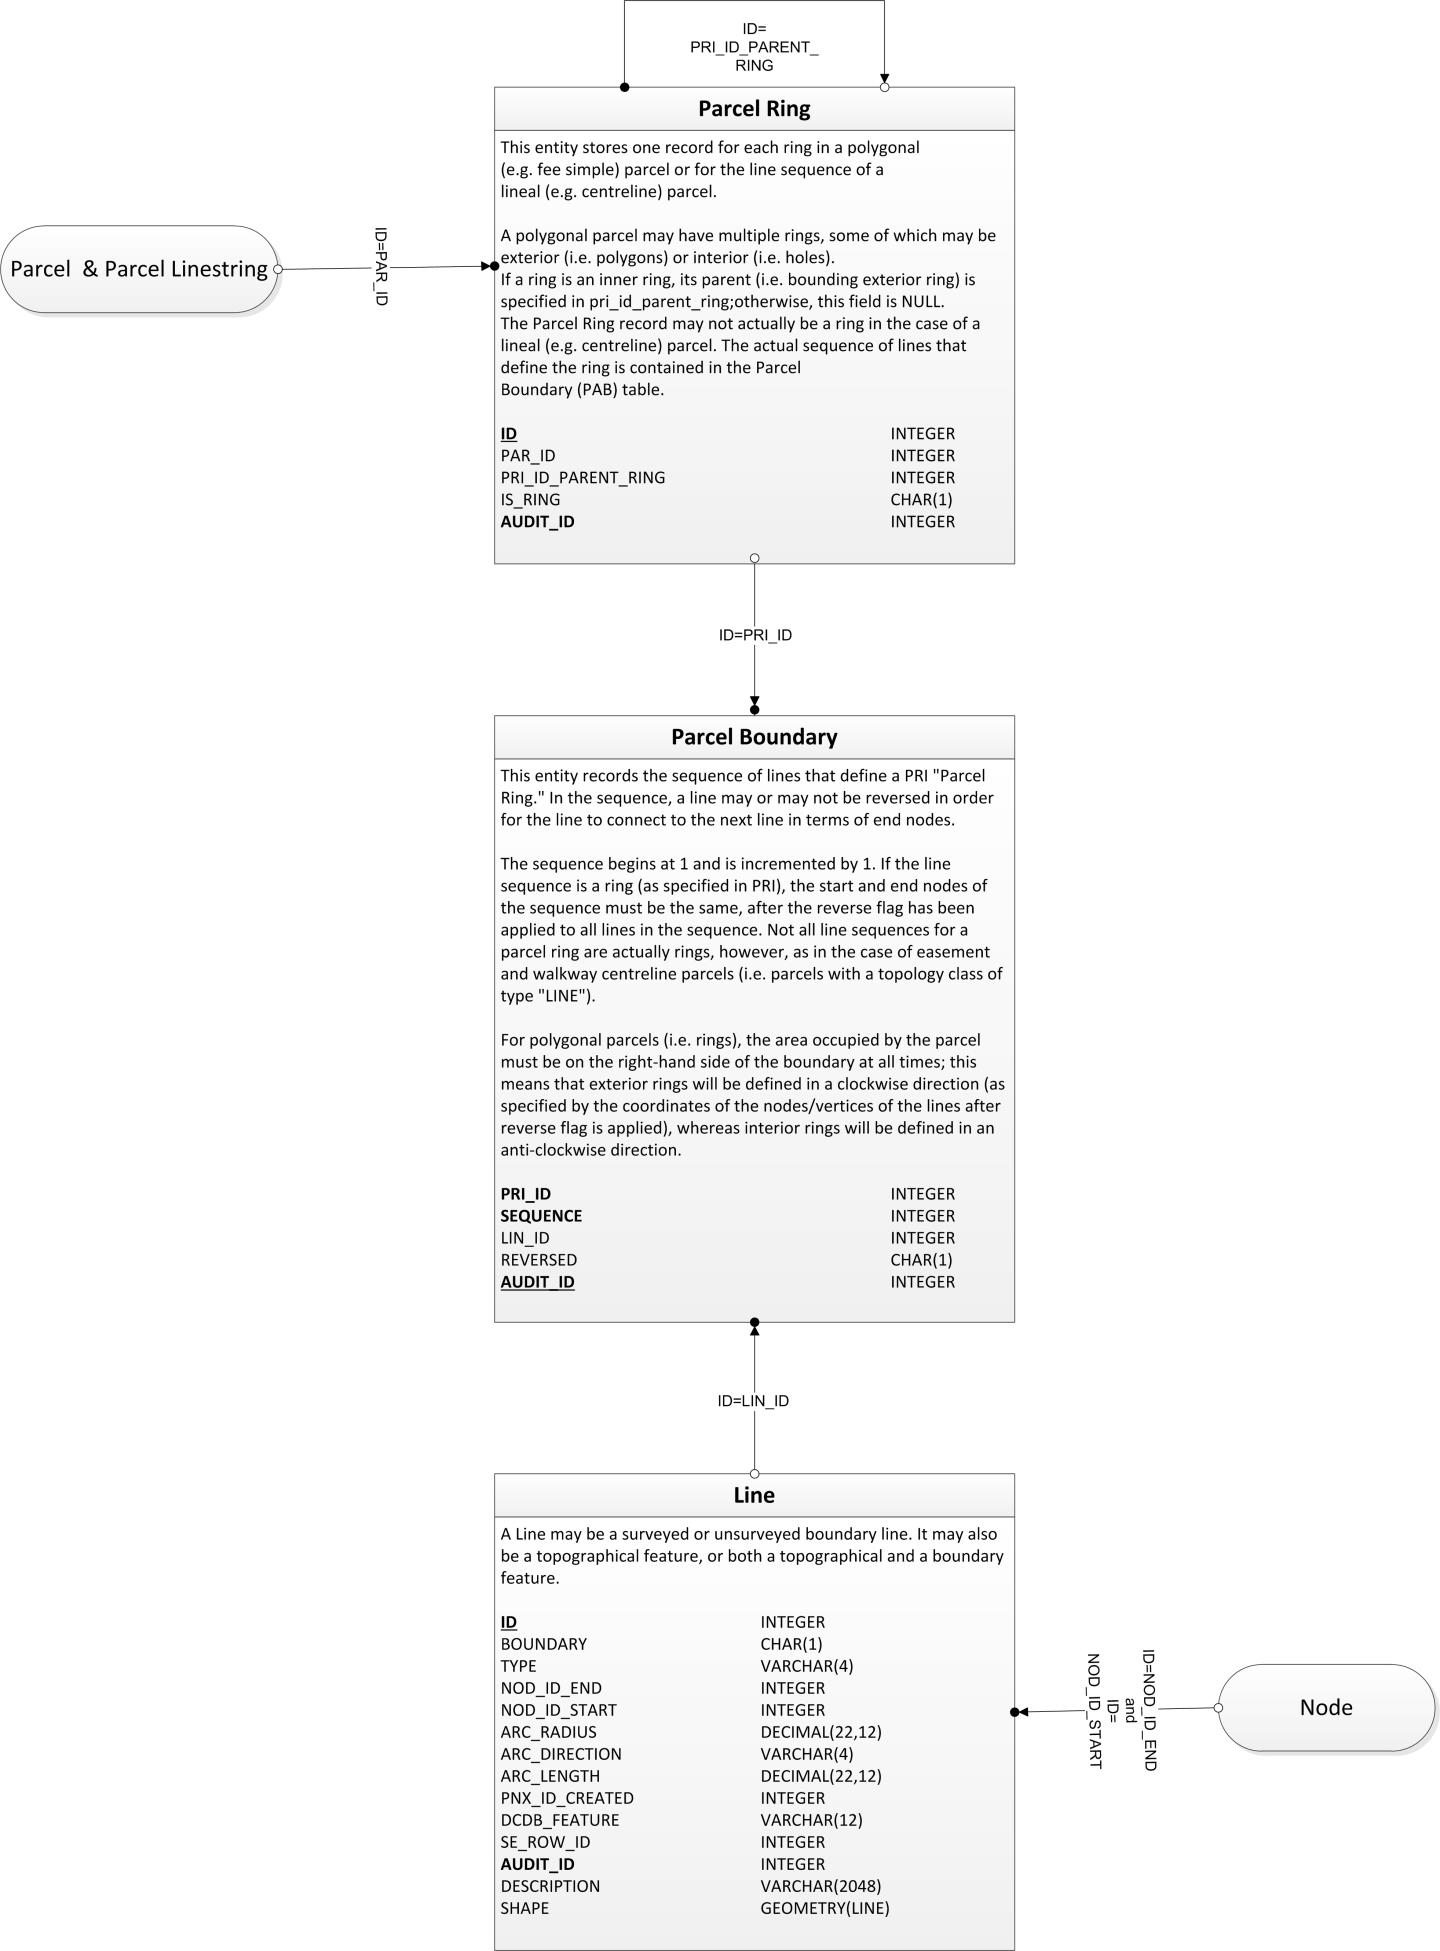 ID=
PRI_ID_PARENT_
RING
Parcel Ring
This entity stores one record for each ring in a polygonal
(e.g. fee simple) parcel or for the line sequence of a
lineal (e.g. centreline) parcel.
A polygonal parcel may have multiple rings, some of which may be
exterior (i.e. polygons) or interior (i.e. holes).
If a ring is an inner ring, its parent (i.e. bounding exterior ring) is
specified in pri_id_parent_ring;otherwise, this field is NULL.
The Parcel Ring record may not actually be a ring in the case of a
lineal (e.g. centreline) parcel. The actual sequence of lines that
define the ring is contained in the Parcel
Boundary (PAB) table.
ID INTEGER
PAR_ID INTEGER
PRI_ID_PARENT_RING INTEGER
IS_RING CHAR(1)
AUDIT_ID INTEGER
Parcel & Parcel Linestring
ID=PAR_ID
ID=PRI_ID
Parcel Boundary
This entity records the sequence of lines that define a PRI "Parcel
Ring." In the sequence, a line may or may not be reversed in order
for the line to connect to the next line in terms of end nodes.
The sequence begins at 1 and is incremented by 1. If the line
sequence is a ring (as specified in PRI), the start and end nodes of
the sequence must be the same, after the reverse flag has been
applied to all lines in the sequence. Not all line sequences for a
parcel ring are actually rings, however, as in the case of easement
and walkway centreline parcels (i.e. parcels with a topology class of
type "LINE").
For polygonal parcels (i.e. rings), the area occupied by the parcel
must be on the right-hand side of the boundary at all times; this
means that exterior rings will be defined in a clockwise direction (as
specified by the coordinates of the nodes/vertices of the lines after
reverse flag is applied), whereas interior rings will be defined in an
anti-clockwise direction.
PRI_ID INTEGER
SEQUENCE INTEGER
LIN_ID INTEGER
REVERSED CHAR(1)
AUDIT_ID INTEGER
ID=LIN_ID
Line
A Line may be a surveyed or unsurveyed boundary line. It may also
be a topographical feature, or both a topographical and a boundary
feature.
ID INTEGER
BOUNDARY CHAR(1)
TYPE VARCHAR(4)
NOD_ID_END INTEGER
NOD_ID_START INTEGER
ARC_RADIUS DECIMAL(22,12)
ARC_DIRECTION VARCHAR(4)
ARC_LENGTH DECIMAL(22,12)
PNX_ID_CREATED INTEGER
DCDB_FEATURE VARCHAR(12)
SE_ROW_ID INTEGER
AUDIT_ID INTEGER
DESCRIPTION VARCHAR(2048)
SHAPE GEOMETRY(LINE)
ID=NOD_ID_END
and
ID=
NOD_ID_START
Node